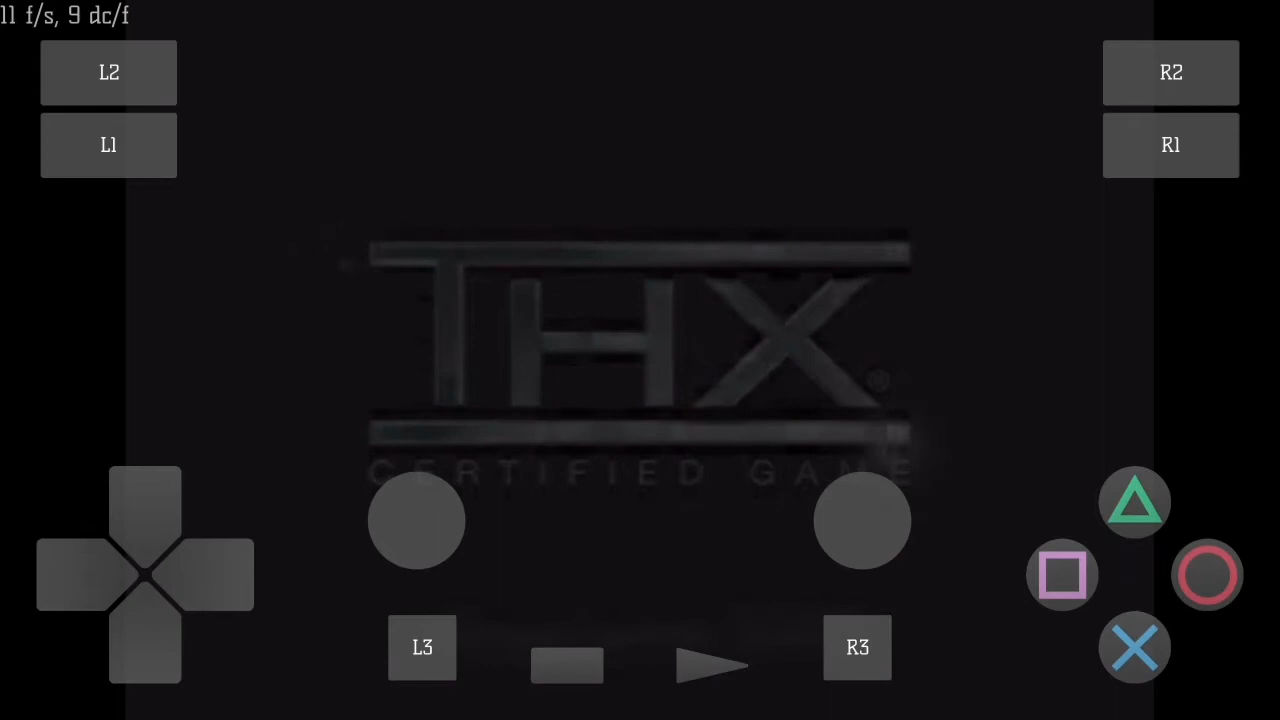 11 f/s, 9 dc/f
L2
R2
L1
R1
THX
®
CERTIFIED GAME
L3
R3